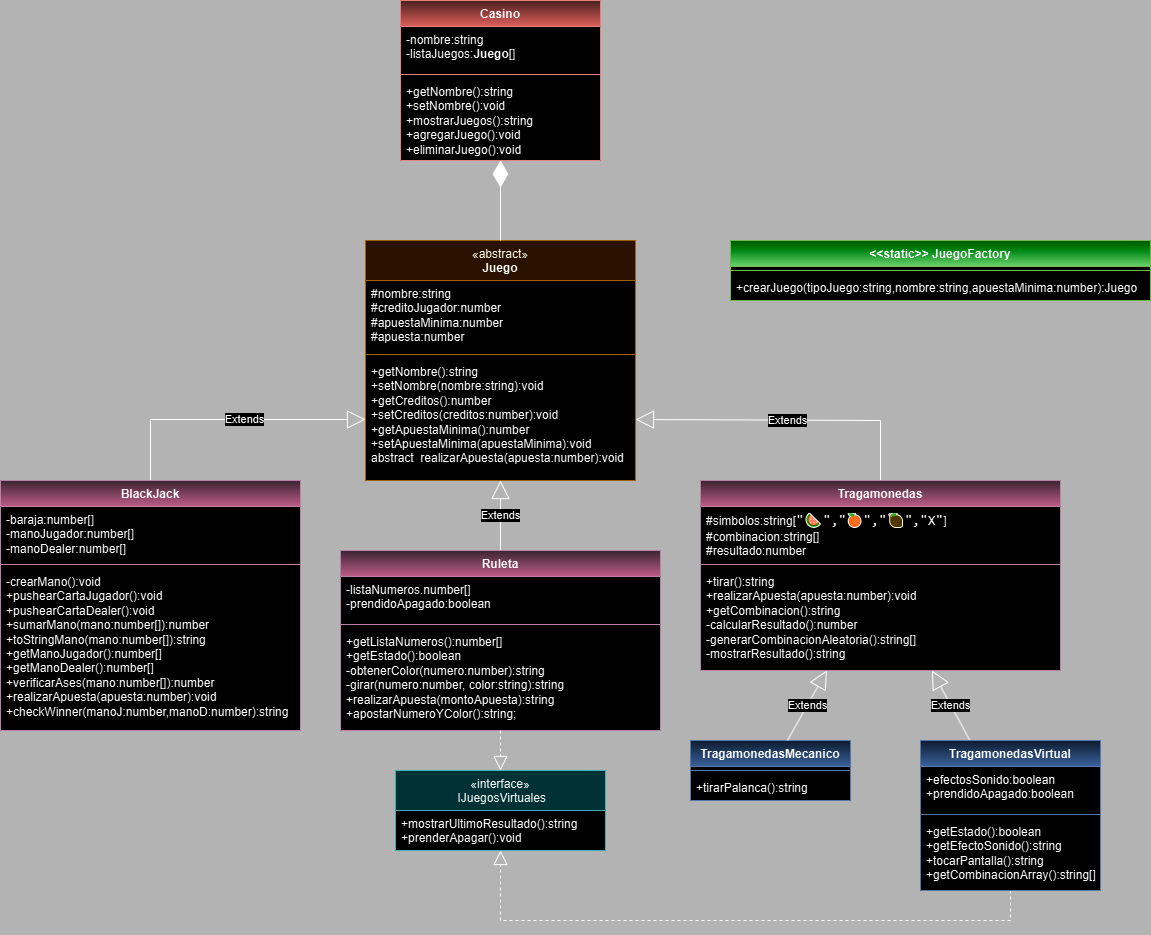 Casino
-nombre:string
-listaJuegos:Juego[]
+getNombre():string
+setNombre():void
+mostrarJuegos():string
+agregarJuego():void
+eliminarJuego():void
«abstract»
Juego
#nombre:string
#creditoJugador:number
#apuestaMinima:number
#apuesta:number
+getNombre():string
+setNombre(nombre:string):void
+getCreditos():number
+setCreditos(creditos:number):void
+getApuestaMinima():number
+setApuestaMinima(apuestaMinima):void
abstract  realizarApuesta(apuesta:number):void
<<static>> JuegoFactory
+crearJuego(tipoJuego:string,nombre:string,apuestaMinima:number):Juego
Extends
Extends
Extends
BlackJack
-baraja:number[]
-manoJugador:number[]
-manoDealer:number[]
-crearMano():void
+pushearCartaJugador():void
+pushearCartaDealer():void
+sumarMano(mano:number[]):number
+toStringMano(mano:number[]):string
+getManoJugador():number[]
+getManoDealer():number[]
+verificarAses(mano:number[]):number
+realizarApuesta(apuesta:number):void
+checkWinner(manoJ:number,manoD:number):string
Ruleta
-listaNumeros.number[]
-prendidoApagado:boolean
+getListaNumeros():number[]
+getEstado():boolean
-obtenerColor(numero:number):string
-girar(numero:number, color:string):string
+realizarApuesta(montoApuesta):string
+apostarNumeroYColor():string;
Tragamonedas
#simbolos:string["🍉","🍊","🍋","X"]
#combinacion:string[]
#resultado:number
+tirar():string
+realizarApuesta(apuesta:number):void
+getCombinacion():string
-calcularResultado():number
-generarCombinacionAleatoria():string[]
-mostrarResultado():string
Extends
Extends
TragamonedasMecanico
+tirarPalanca():string
TragamonedasVirtual
+efectosSonido:boolean
+prendidoApagado:boolean
+getEstado():boolean
+getEfectoSonido():string
+tocarPantalla():string
+getCombinacionArray():string[]
«interface»
IJuegosVirtuales
+mostrarUltimoResultado():string
+prenderApagar():void